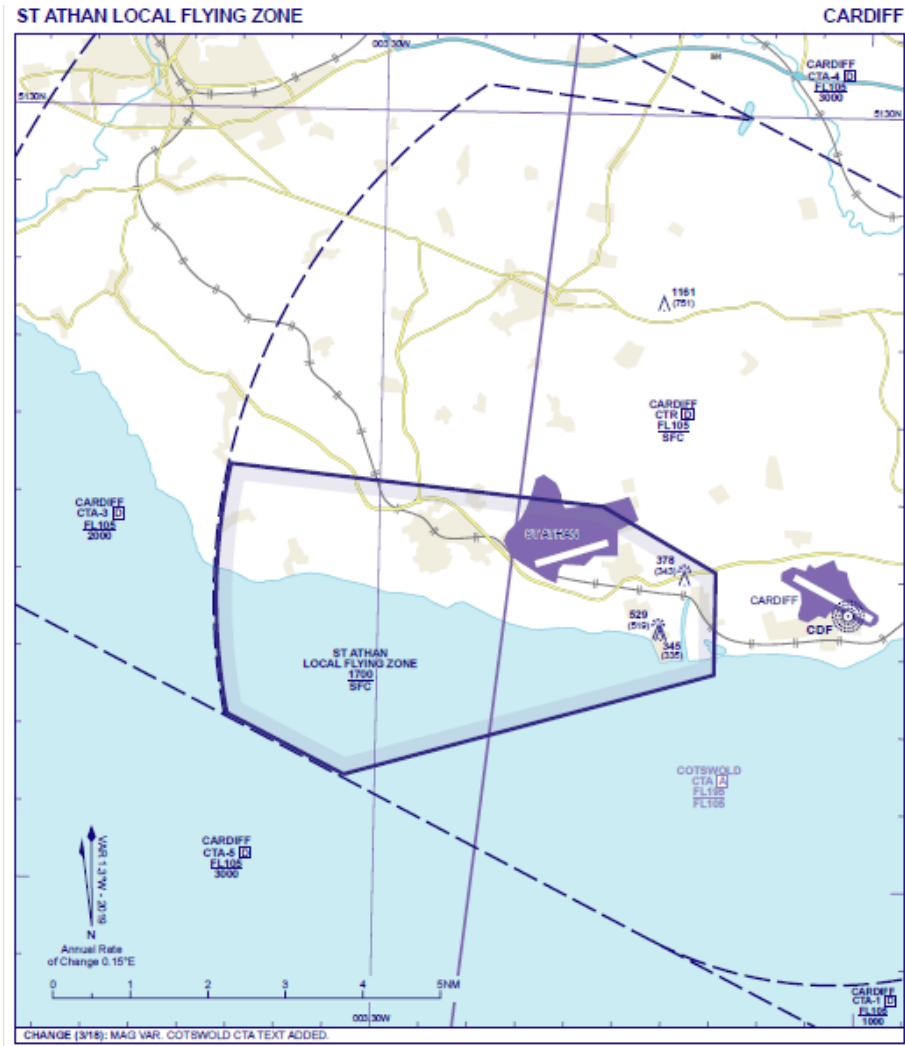 ST ATHAN LOCAL FLYING ZONE
CARDIFF
003 30W
CARDIFF
CTA-4 D
FL105
3000
5130N
5130N
1161
(751)
CARDIFF
CTR D
FL105
SFC
CARDIFF
CTA-3 D
FL105
2000
ST ATHAN
378
(343)
CARDIFF
CDF
529
(519)
345
(335)
ST ATHAN
LOCAL FLYING ZONE
1700
SFC
COTSWOLD
CTA A
FL195
FL105
CARDIFF
CTA-5 D
FL105
3000
VAR 1.3°W - 2019
N
Annual Rate
of Change 0.15°E
0 1 2 3 4 5NM
003 30W
CARDIFF
CTA-1 D
FL105
1000
CHANGE (3/18): MAG VAR. COTSWOLD CTA TEXT ADDED.